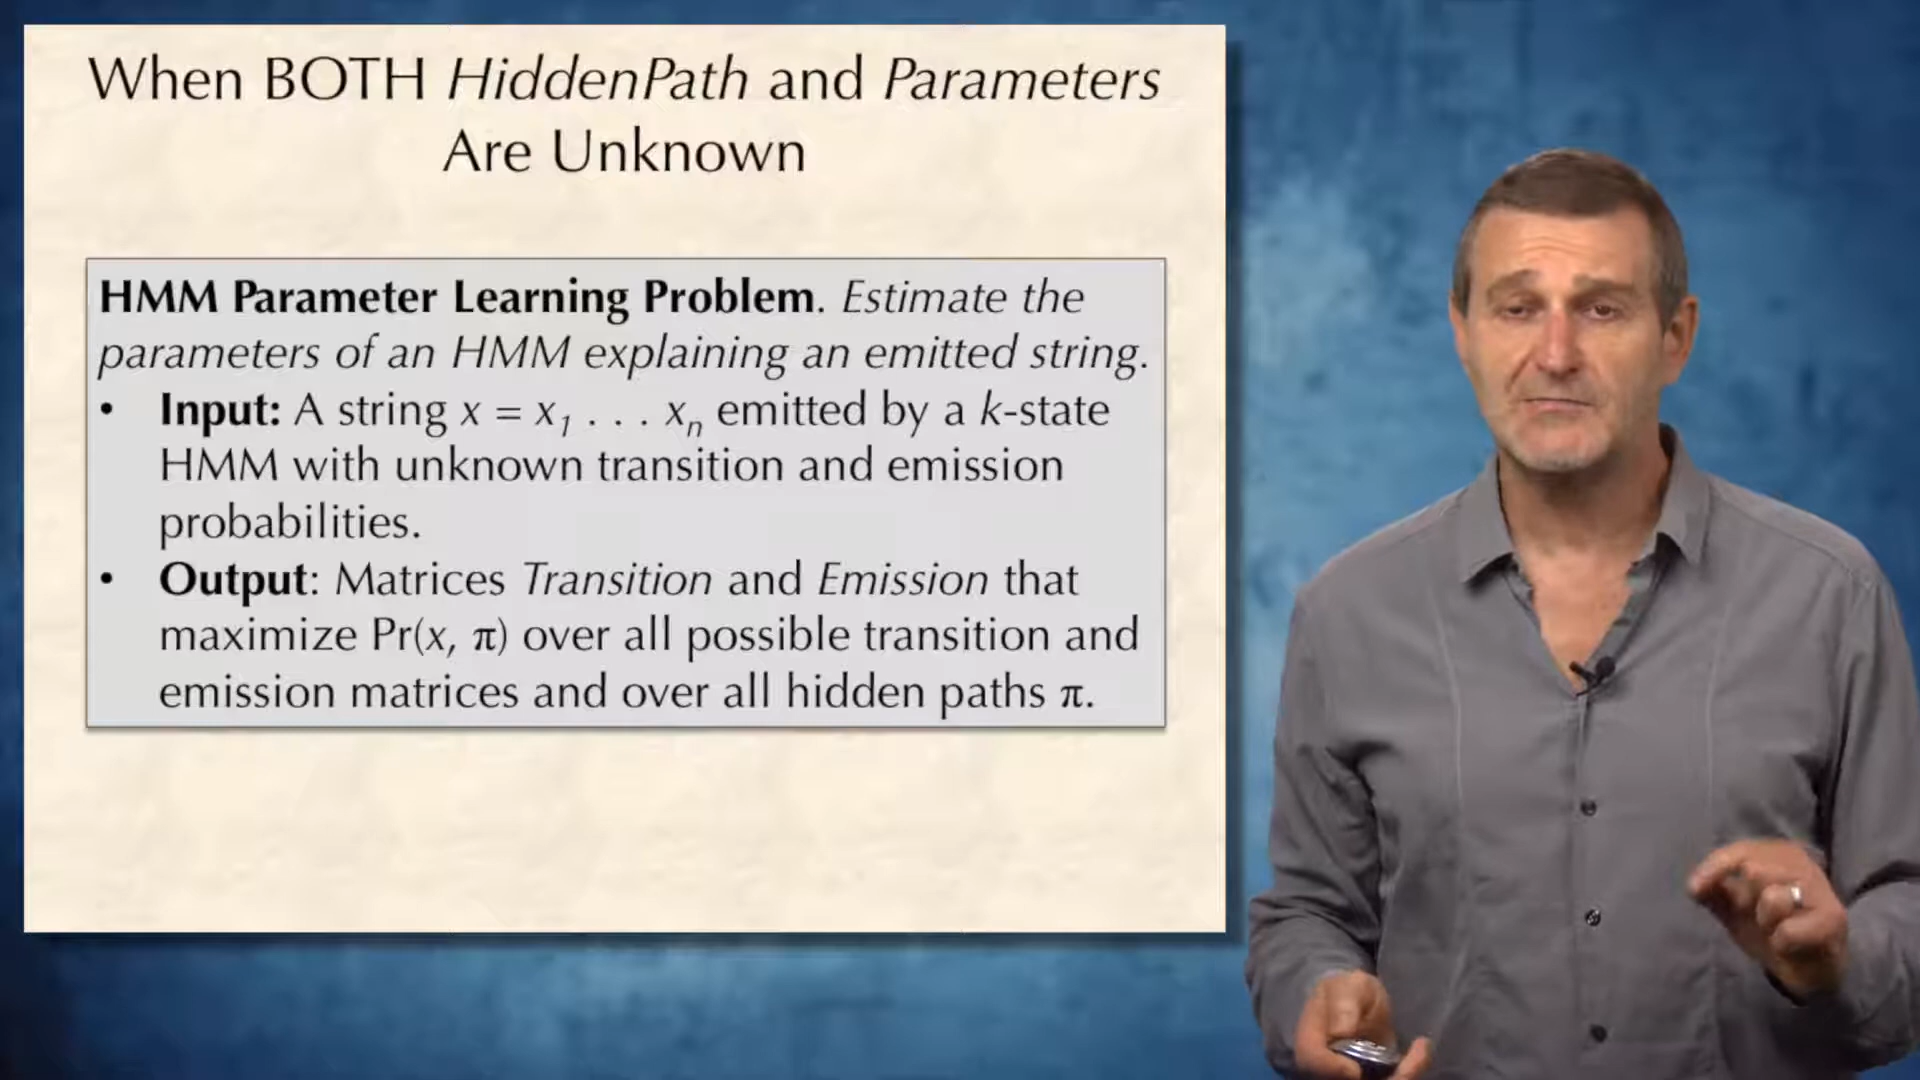 When BOTH HiddenPath and Parameters
Are Unknown
HMM Parameter Learning Problem. Estimate the
parameters of an HMM explaining an emitted string.
• Input: A string x = x₁ . . . xₙ emitted by a k-state
HMM with unknown transition and emission
probabilities.
• Output: Matrices Transition and Emission that
maximize Pr(x, π) over all possible transition and
emission matrices and over all hidden paths π.